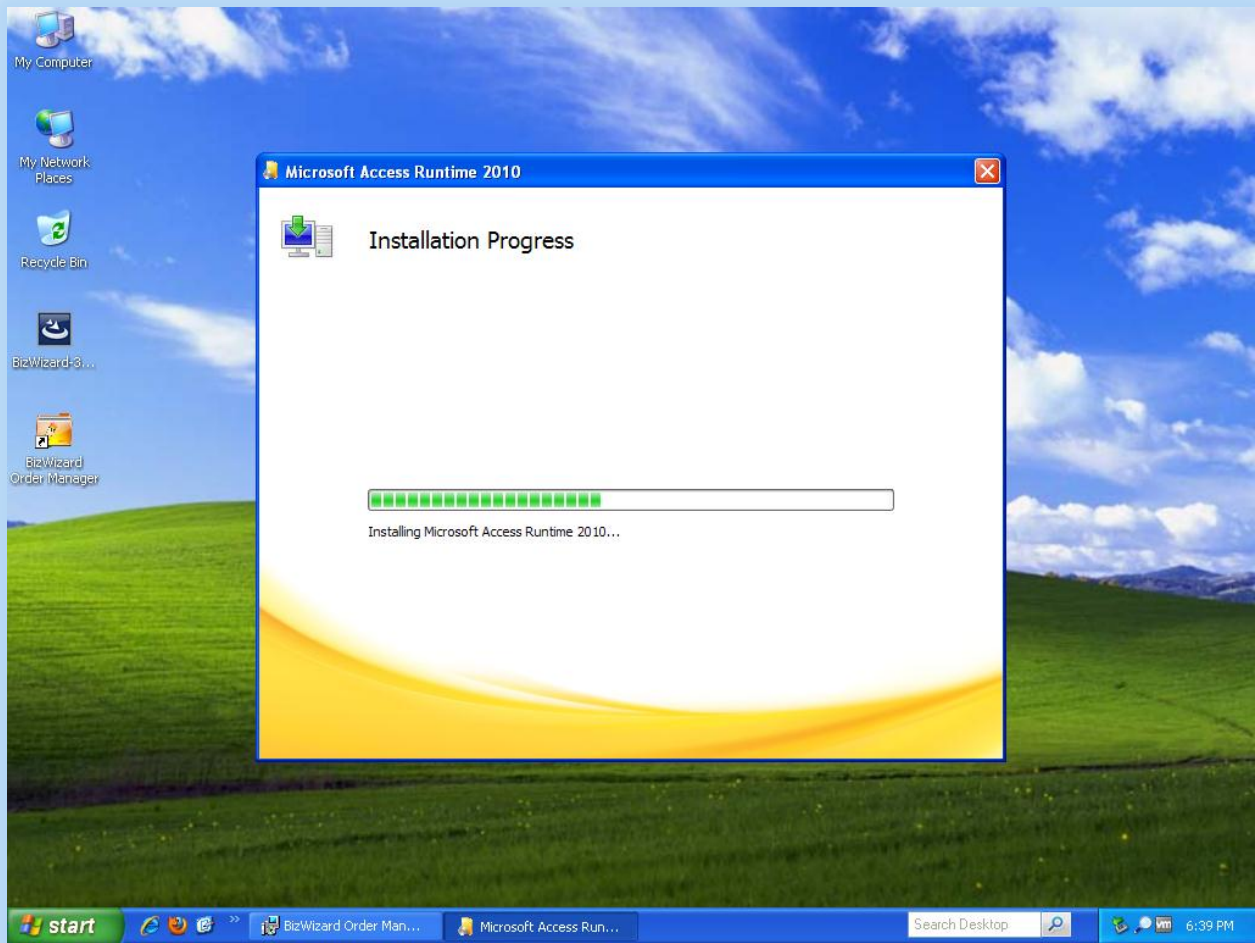 My Computer
My Network
Places
Recycle Bin
BizWizard-3...
BizWizard
Order Manager
Microsoft Access Runtime 2010
Installation Progress
Installing Microsoft Access Runtime 2010...
start
BizWizard Order Man...
Microsoft Access Run...
Search Desktop
vm
6:39 PM